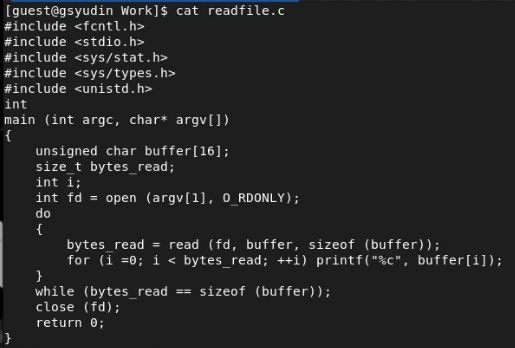 [guest@gsyudin Work]$ cat readfile.c
#include <fcntl.h>
#include <stdio.h>
#include <sys/stat.h>
#include <sys/types.h>
#include <unistd.h>
int
main (int argc, char* argv[])
{
    unsigned char buffer[16];
    size_t bytes_read;
    int i;
    int fd = open (argv[1], O_RDONLY);
    do
    {
        bytes_read = read (fd, buffer, sizeof (buffer));
        for (i =0; i < bytes_read; ++i) printf("%c", buffer[i]);
    }
    while (bytes_read == sizeof (buffer));
    close (fd);
    return 0;
}